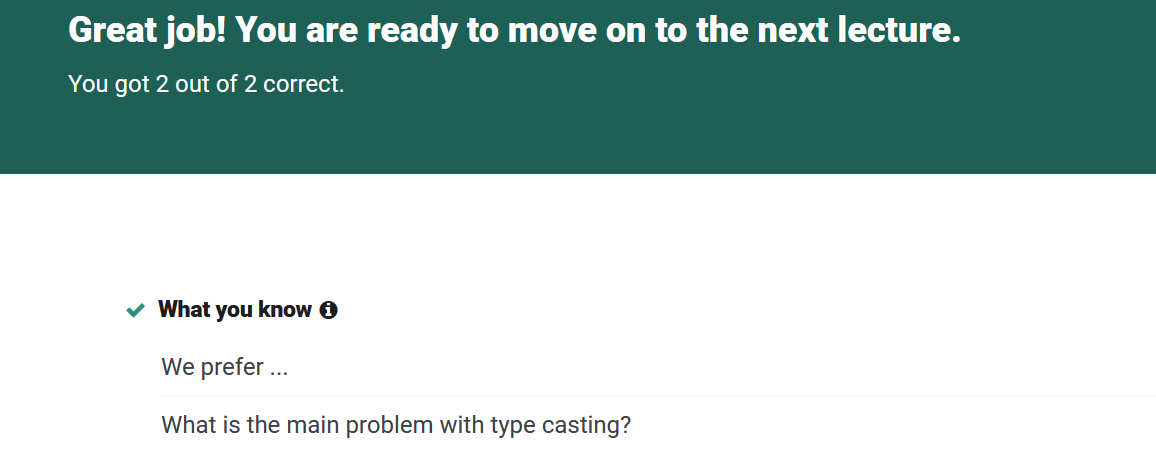 Great job! You are ready to move on to the next lecture.
You got 2 out of 2 correct.
What you know
We prefer ...
What is the main problem with type casting?